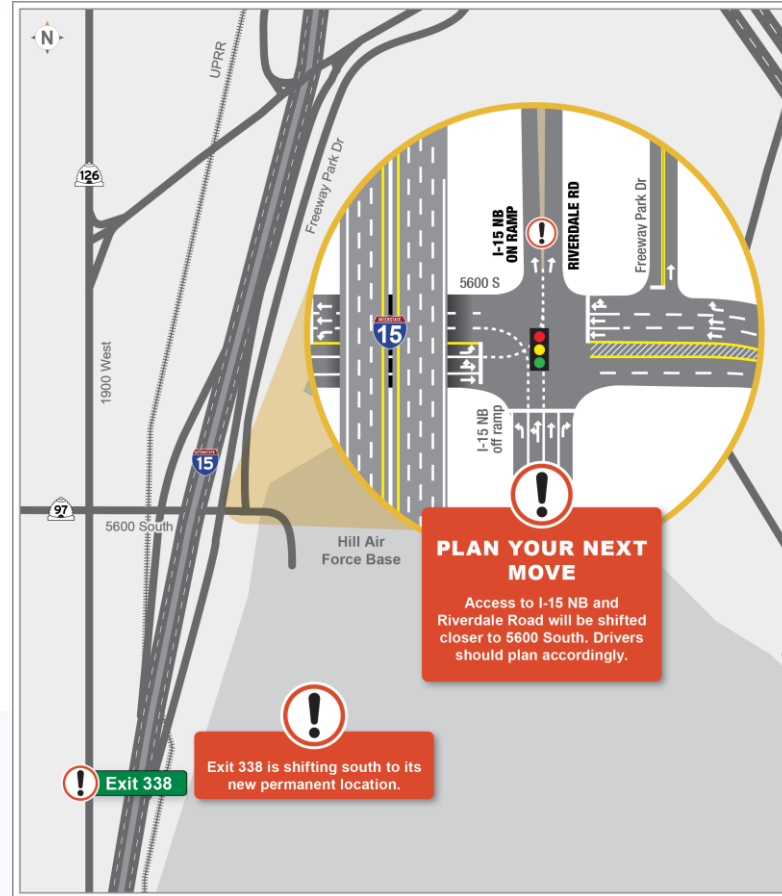 N
UPRR
126
Freeway Park Dr
1900 West
I-15 NB
ON RAMP
RIVERDALE RD
Freeway Park Dr
5600 S
INTERSTATE
15
I-15 NB
off ramp
15
97
5600 South
Hill Air
Force Base
PLAN YOUR NEXT
MOVE
Access to I-15 NB and
Riverdale Road will be shifted
closer to 5600 South. Drivers
should plan accordingly.
Exit 338 is shifting south to its
new permanent location.
Exit 338